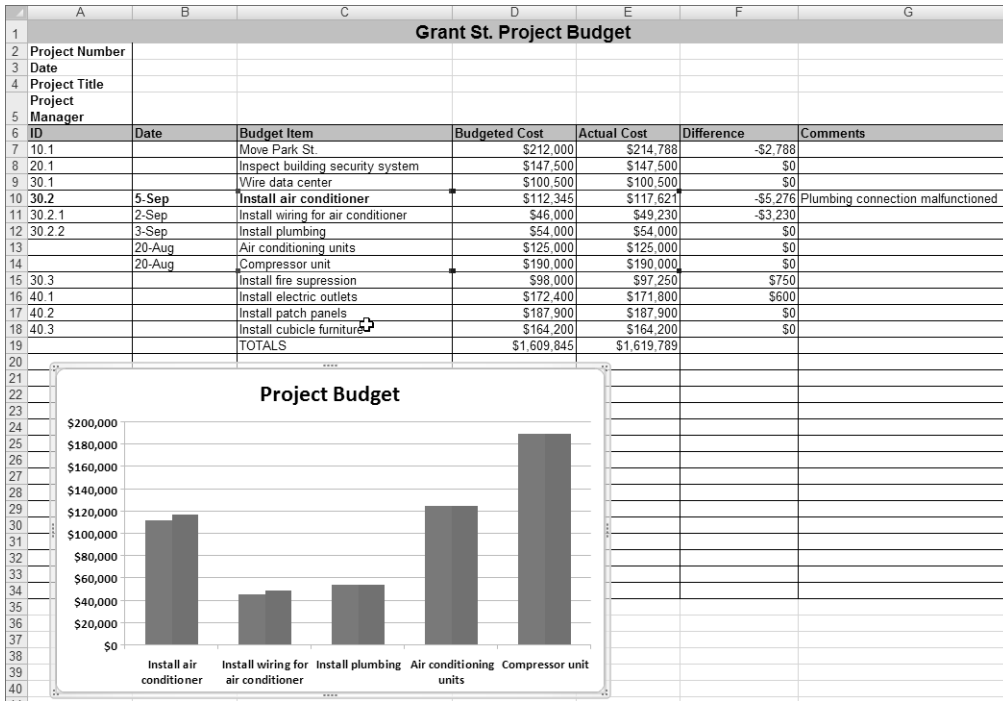 A B C D E F G
1 Grant St. Project Budget
2 Project Number
3 Date
4 Project Title
Project
5 Manager
6 ID Date Budget Item Budgeted Cost Actual Cost Difference Comments
7 10.1 Move Park St. $212,000 $214,788 -$2,788
8 20.1 Inspect building security system $147,500 $147,500 $0
9 30.1 Wire data center $100,500 $100,500 $0
10 30.2 5-Sep Install air conditioner $112,345 $117,621 -$5,276 Plumbing connection malfunctioned
11 30.2.1 2-Sep Install wiring for air conditioner $46,000 $49,230 -$3,230
12 30.2.2 3-Sep Install plumbing $54,000 $54,000 $0
13 20-Aug Air conditioning units $125,000 $125,000 $0
14 20-Aug Compressor unit $190,000 $190,000 $0
15 30.3 Install fire supression $98,000 $97,250 $750
16 40.1 Install electric outlets $172,400 $171,800 $600
17 40.2 Install patch panels $187,900 $187,900 $0
18 40.3 Install cubicle furniture $164,200 $164,200 $0
19 TOTALS $1,609,845 $1,619,789
20
21
22 Project Budget
23
24 $200,000
25 $180,000
26 $160,000
27
28 $140,000
29 $120,000
30 $100,000
31
32 $80,000
33 $60,000
34 $40,000
35
36 $20,000
37 $0
38 Install air Install wiring for Install plumbing Air conditioning Compressor unit
39 conditioner air conditioner units
40